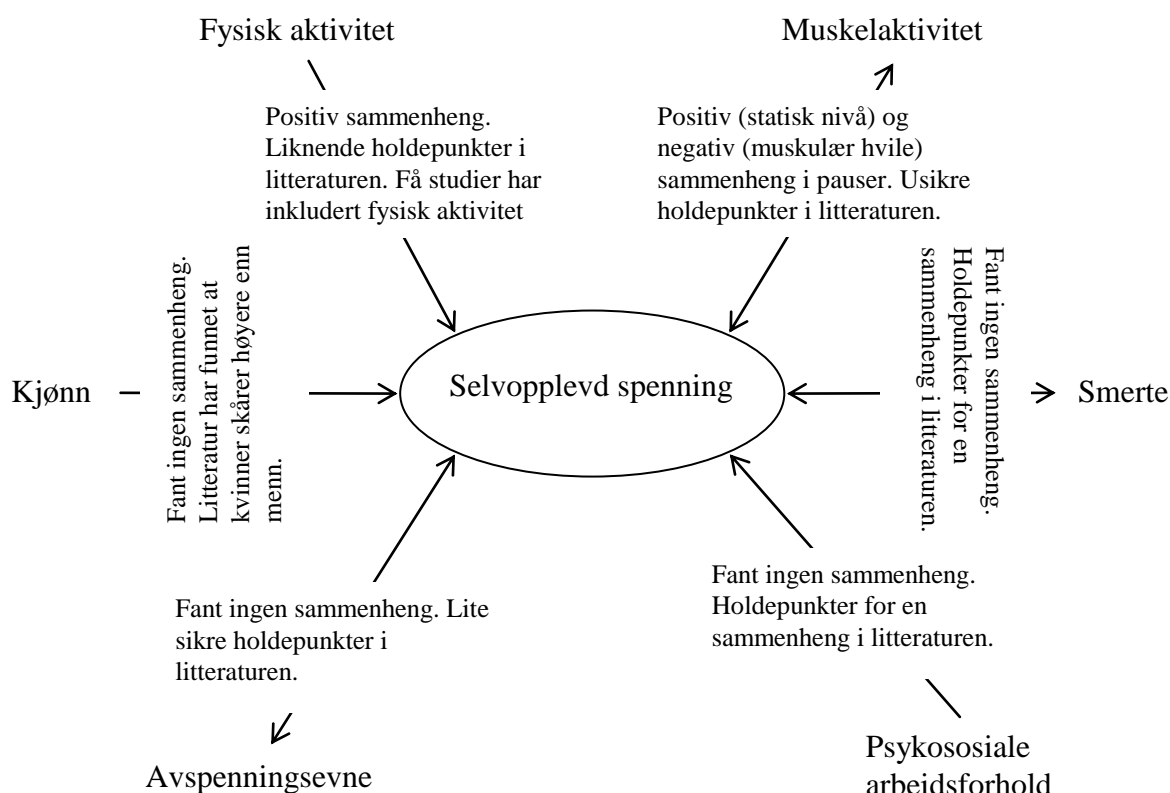 Fysisk aktivitet
Muskelaktivitet
Positiv sammenheng.
Liknende holdepunkter i
litteraturen. Få studier har
inkludert fysisk aktivitet
Positiv (statisk nivå) og
negativ (muskulær hvile)
sammenheng i pauser. Usikre
holdepunkter i litteraturen.
Kjønn
Fant ingen sammenheng.
Litteratur har funnet at
kvinner skårer høyere enn
menn.
Selvopplevd spenning
Fant ingen sammenheng.
Holdepunkter for en
sammenheng i litteraturen.
Smerte
Fant ingen sammenheng. Lite
sikre holdepunkter i
litteraturen.
Fant ingen sammenheng.
Holdepunkter for en
sammenheng i litteraturen.
Avspenningsevne
Psykososiale
arbeidsforhold